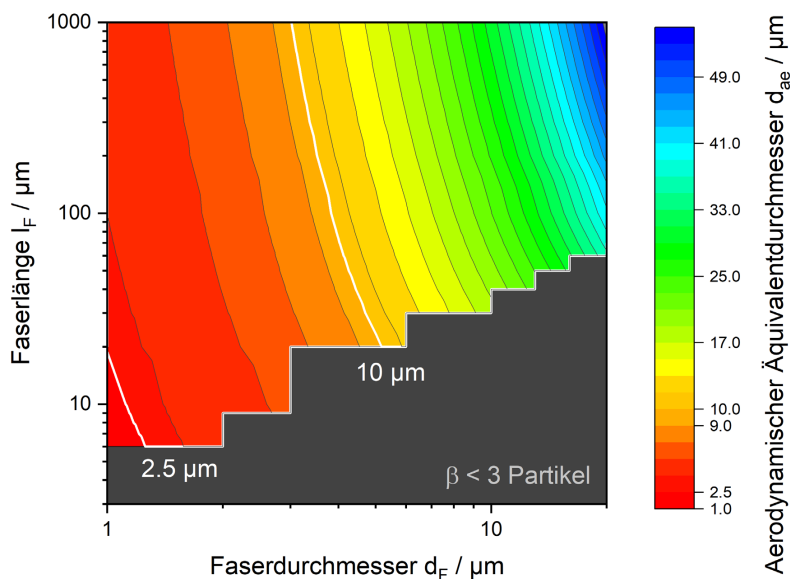 1000
100
10
Faserlänge l_F / µm
10 µm
2.5 µm
β < 3 Partikel
1
10
Faserdurchmesser d_F / µm
49.0
41.0
33.0
25.0
17.0
10.0
9.0
2.5
1.0
Aerodynamischer Äquivalentdurchmesser d_ae / µm